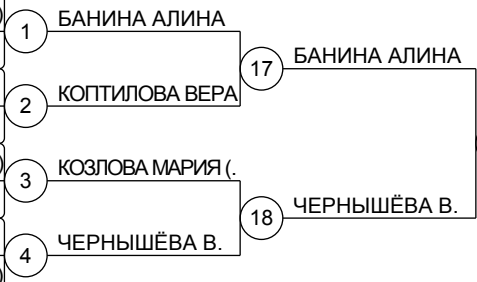 1 БАНИНА АЛИНА
17 БАНИНА АЛИНА
2 КОПТИЛОВА ВЕРА
3 КОЗЛОВА МАРИЯ (.
18 ЧЕРНЫШЁВА В.
4 ЧЕРНЫШЁВА В.